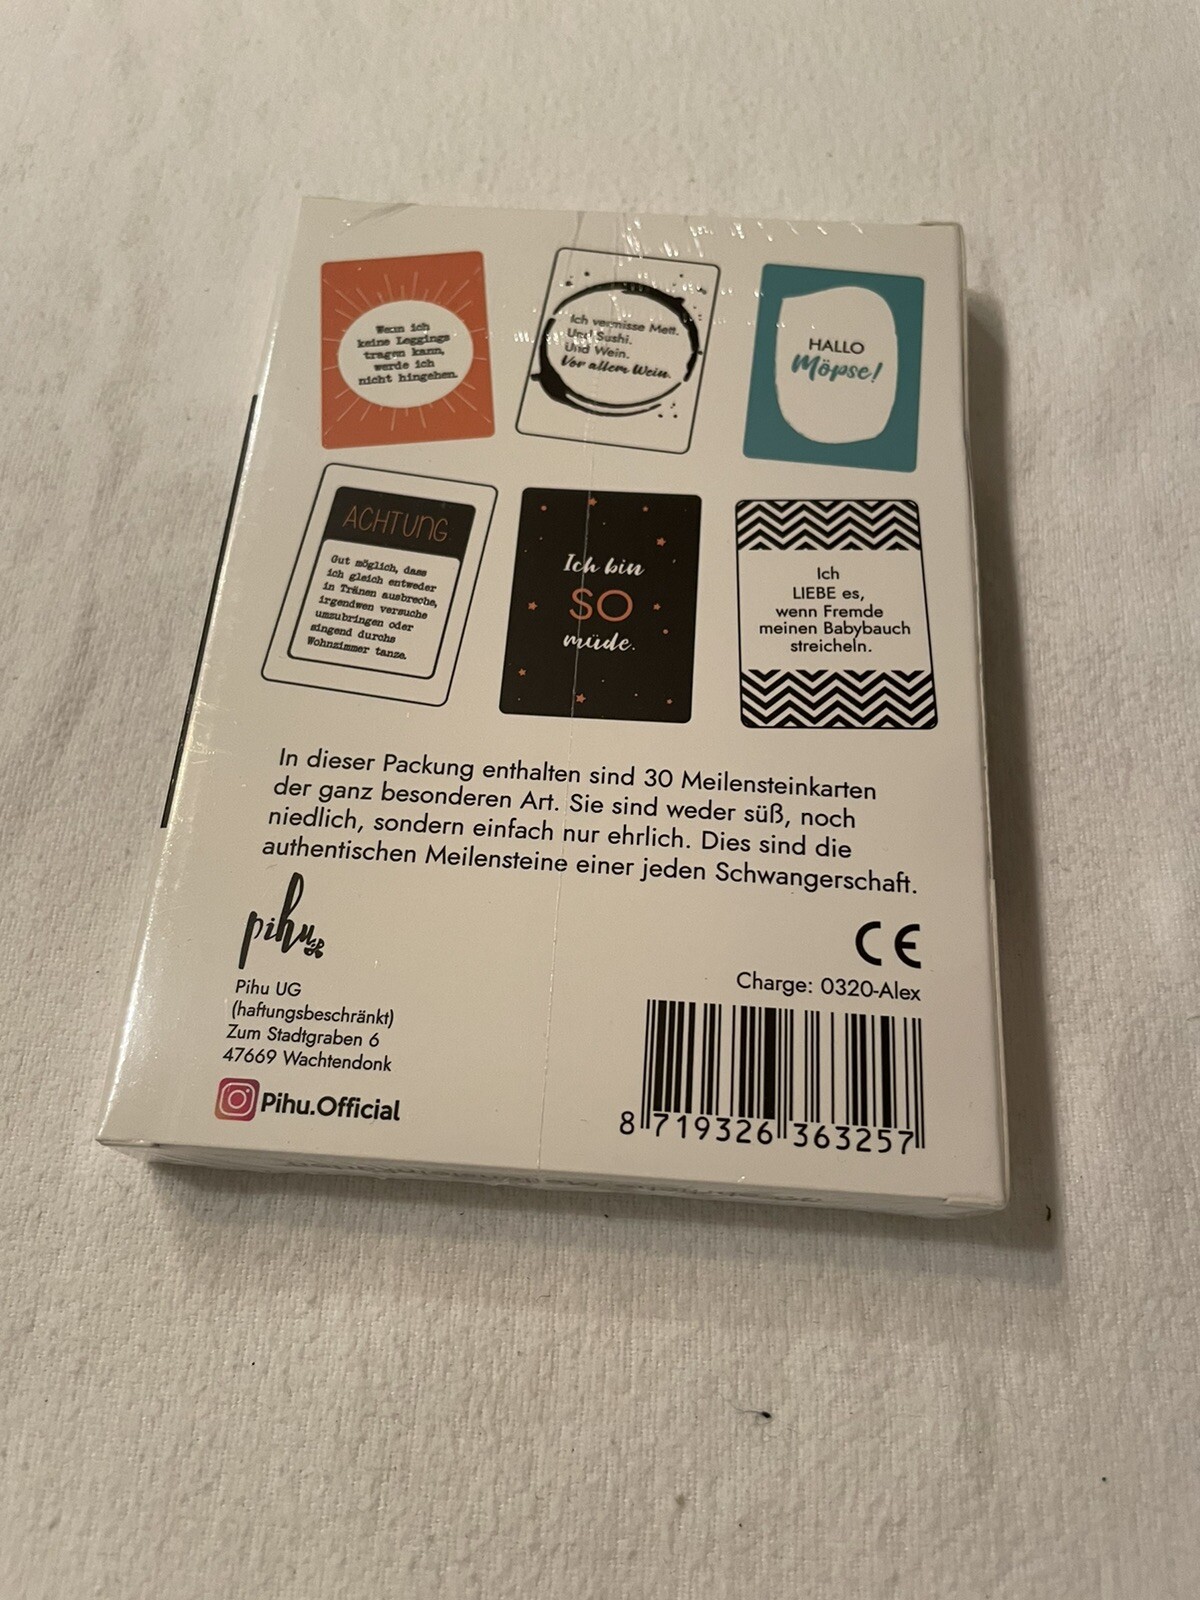 Wenn ich
keine Leggings
tragen kann,
werde ich
nicht hingehen.
Ich vermisse Mett.
Und Sushi.
Und Wein.
Vor allem Wein.
HALLO
Möpse!
ACHTUNG
Gut möglich, dass
ich gleich entweder
in Tränen ausbreche,
irgendwen versuche
umzubringen oder
singend durchs
Wohnzimmer tanze.
Ich bin
SO
müde.
Ich
LIEBE es,
wenn Fremde
meinen Babybauch
streicheln.
In dieser Packung enthalten sind 30 Meilensteinkarten
der ganz besonderen Art. Sie sind weder süß, noch
niedlich, sondern einfach nur ehrlich. Dies sind die
authentischen Meilensteine einer jeden Schwangerschaft.
pihu
Pihu UG
(haftungsbeschränkt)
Zum Stadtgraben 6
47669 Wachtendonk
Pihu.Official
CE
Charge: 0320-Alex
8 719326 363257